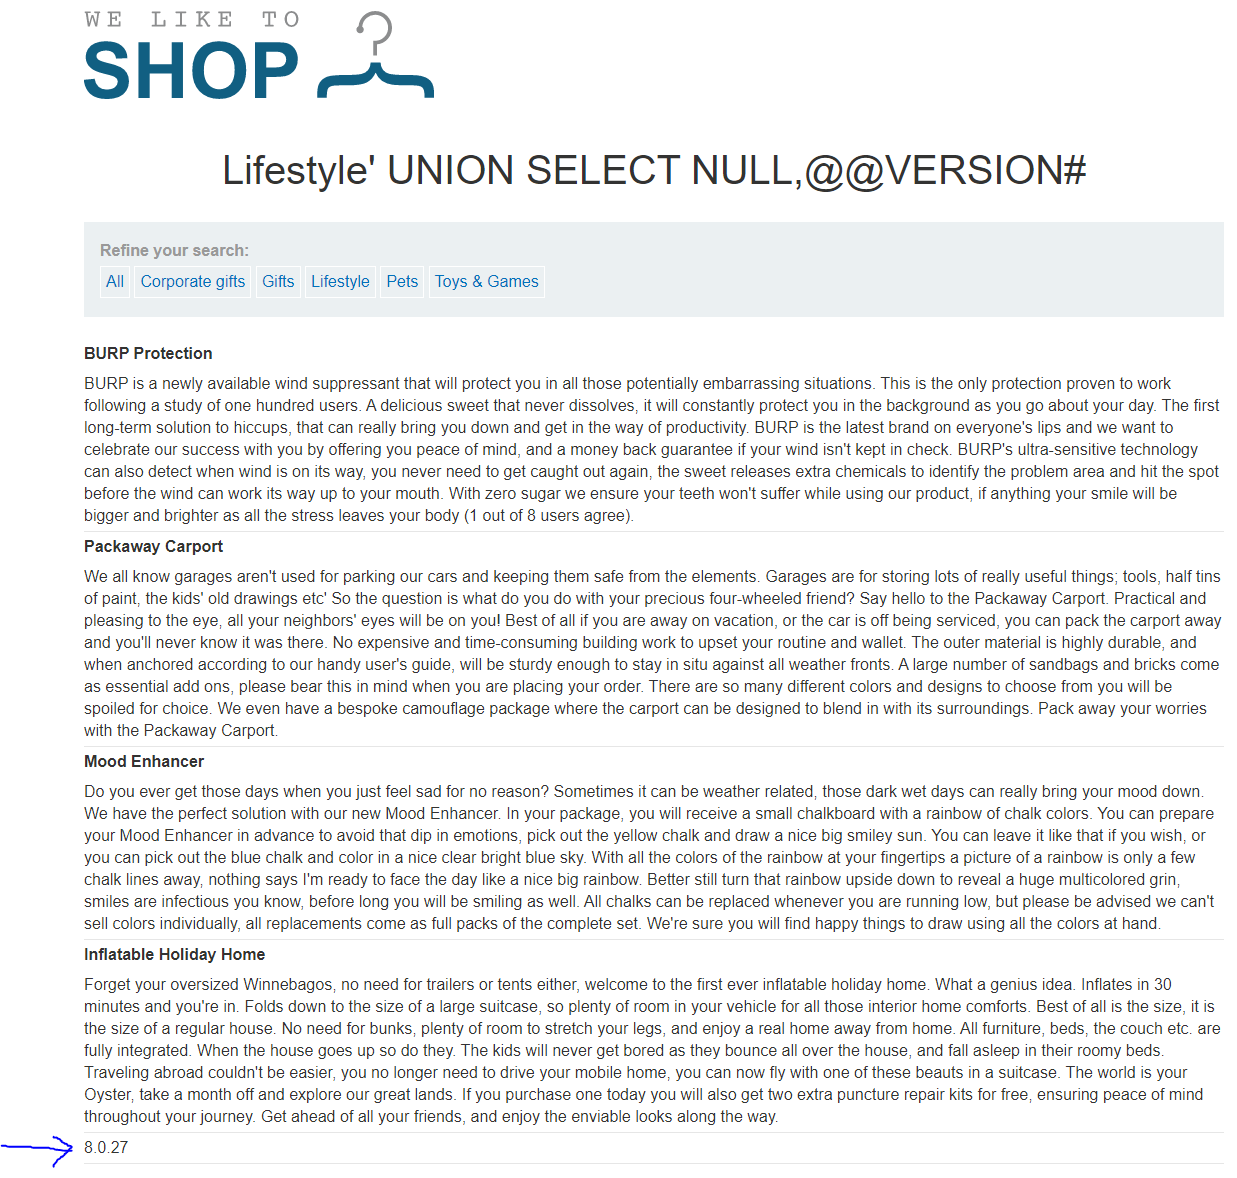 WE LIKE TO
SHOP
Lifestyle' UNION SELECT NULL,@@VERSION#
Refine your search:
All Corporate gifts Gifts Lifestyle Pets Toys & Games
BURP Protection
BURP is a newly available wind suppressant that will protect you in all those potentially embarrassing situations. This is the only protection proven to work
following a study of one hundred users. A delicious sweet that never dissolves, it will constantly protect you in the background as you go about your day. The first
long-term solution to hiccups, that can really bring you down and get in the way of productivity. BURP is the latest brand on everyone's lips and we want to
celebrate our success with you by offering you peace of mind, and a money back guarantee if your wind isn't kept in check. BURP's ultra-sensitive technology
can also detect when wind is on its way, you never need to get caught out again, the sweet releases extra chemicals to identify the problem area and hit the spot
before the wind can work its way up to your mouth. With zero sugar we ensure your teeth won't suffer while using our product, if anything your smile will be
bigger and brighter as all the stress leaves your body (1 out of 8 users agree).
Packaway Carport
We all know garages aren't used for parking our cars and keeping them safe from the elements. Garages are for storing lots of really useful things; tools, half tins
of paint, the kids' old drawings etc' So the question is what do you do with your precious four-wheeled friend? Say hello to the Packaway Carport. Practical and
pleasing to the eye, all your neighbors' eyes will be on you! Best of all if you are away on vacation, or the car is off being serviced, you can pack the carport away
and you'll never know it was there. No expensive and time-consuming building work to upset your routine and wallet. The outer material is highly durable, and
when anchored according to our handy user's guide, will be sturdy enough to stay in situ against all weather fronts. A large number of sandbags and bricks come
as essential add ons, please bear this in mind when you are placing your order. There are so many different colors and designs to choose from you will be
spoiled for choice. We even have a bespoke camouflage package where the carport can be designed to blend in with its surroundings. Pack away your worries
with the Packaway Carport.
Mood Enhancer
Do you ever get those days when you just feel sad for no reason? Sometimes it can be weather related, those dark wet days can really bring your mood down.
We have the perfect solution with our new Mood Enhancer. In your package, you will receive a small chalkboard with a rainbow of chalk colors. You can prepare
your Mood Enhancer in advance to avoid that dip in emotions, pick out the yellow chalk and draw a nice big smiley sun. You can leave it like that if you wish, or
you can pick out the blue chalk and color in a nice clear bright blue sky. With all the colors of the rainbow at your fingertips a picture of a rainbow is only a few
chalk lines away, nothing says I'm ready to face the day like a nice big rainbow. Better still turn that rainbow upside down to reveal a huge multicolored grin,
smiles are infectious you know, before long you will be smiling as well. All chalks can be replaced whenever you are running low, but please be advised we can't
sell colors individually, all replacements come as full packs of the complete set. We're sure you will find happy things to draw using all the colors at hand.
Inflatable Holiday Home
Forget your oversized Winnebagos, no need for trailers or tents either, welcome to the first ever inflatable holiday home. What a genius idea. Inflates in 30
minutes and you're in. Folds down to the size of a large suitcase, so plenty of room in your vehicle for all those interior home comforts. Best of all is the size, it is
the size of a regular house. No need for bunks, plenty of room to stretch your legs, and enjoy a real home away from home. All furniture, beds, the couch etc. are
fully integrated. When the house goes up so do they. The kids will never get bored as they bounce all over the house, and fall asleep in their roomy beds.
Traveling abroad couldn't be easier, you no longer need to drive your mobile home, you can now fly with one of these beauts in a suitcase. The world is your
Oyster, take a month off and explore our great lands. If you purchase one today you will also get two extra puncture repair kits for free, ensuring peace of mind
throughout your journey. Get ahead of all your friends, and enjoy the enviable looks along the way.
8.0.27